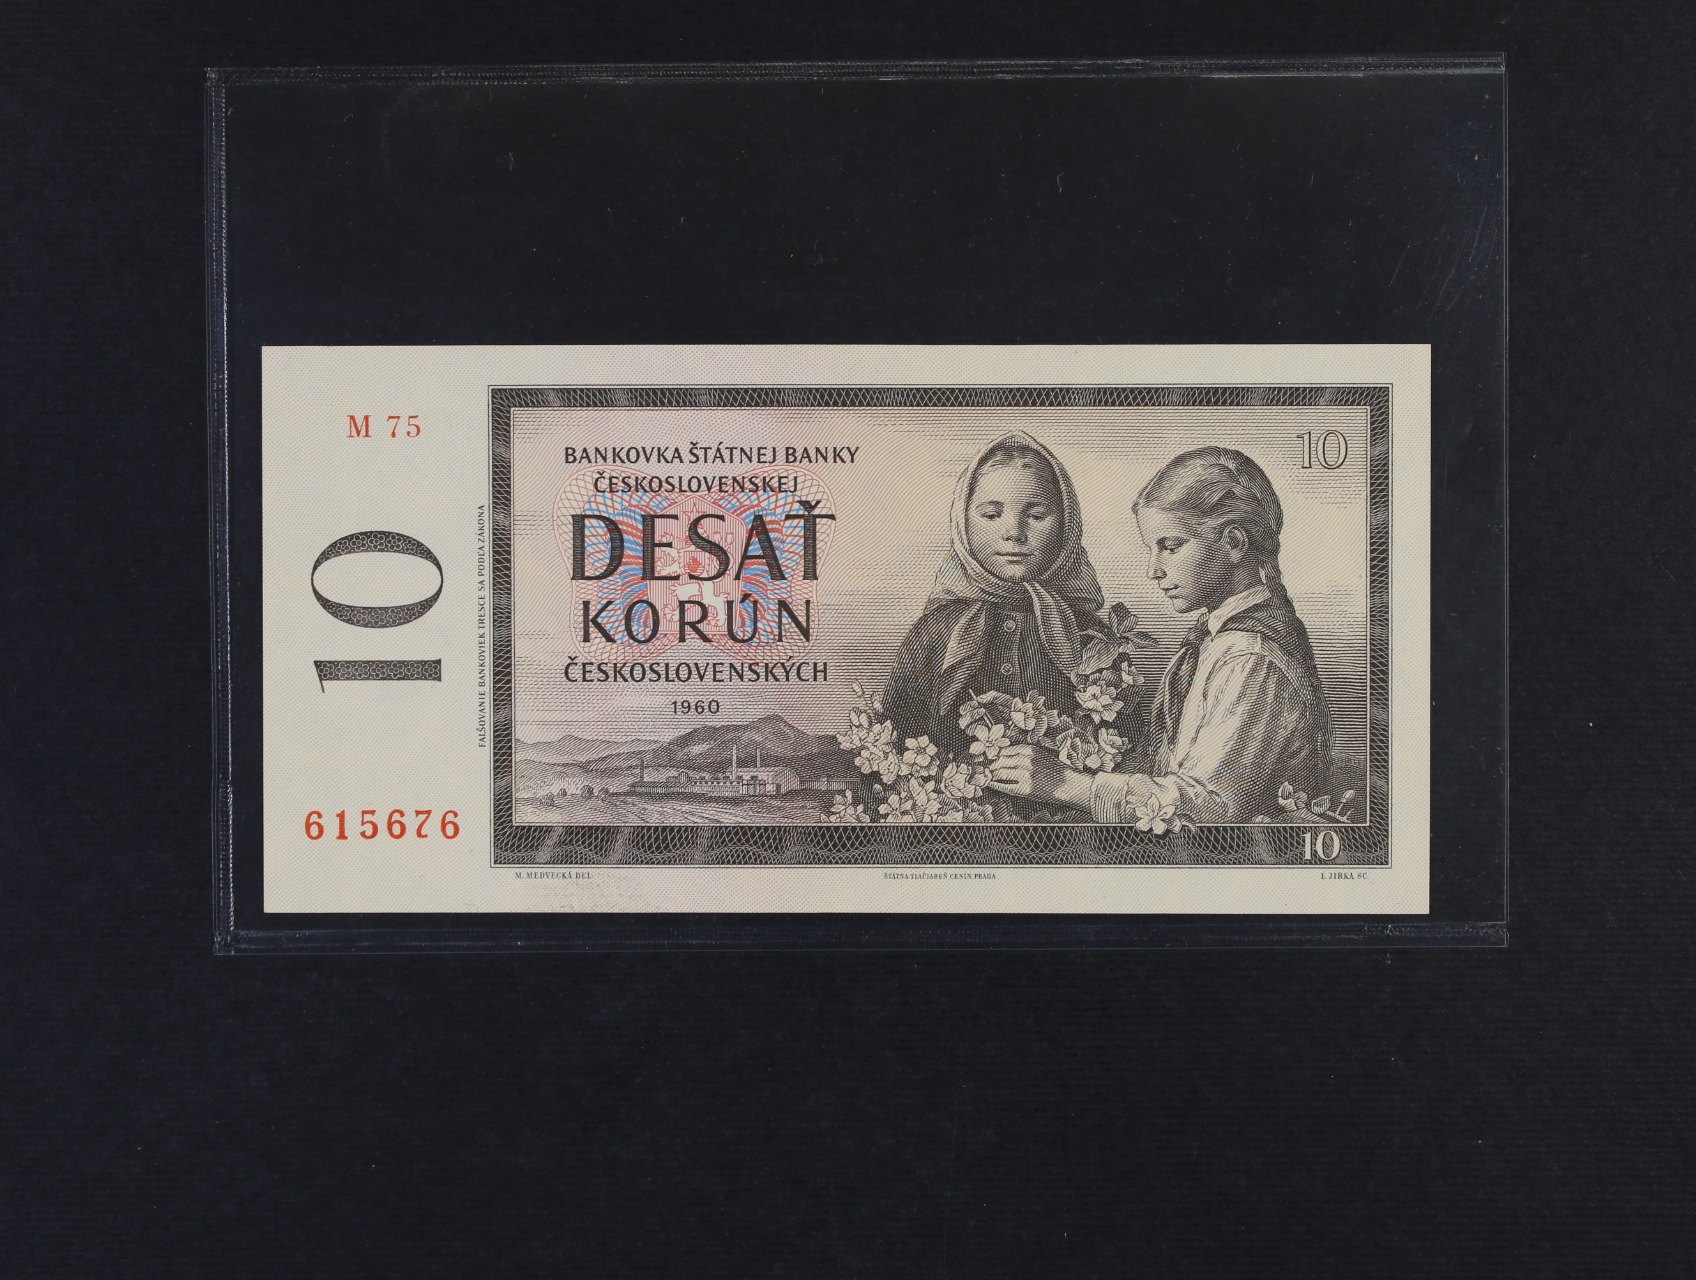 M 75
10
615676
FALŠOVANIE BANKOVIEK TRESCE SA PODĽA ZÁKONA
BANKOVKA ŠTÁTNEJ BANKY
ČESKOSLOVENSKEJ
DESAŤ
KORÚN
ČESKOSLOVENSKÝCH
1960
10
10
M. MEDVECKÁ DEL.
ŠTÁTNA TLAČIAREŇ CENÍN, PRAHA
L. JIRKA SC.